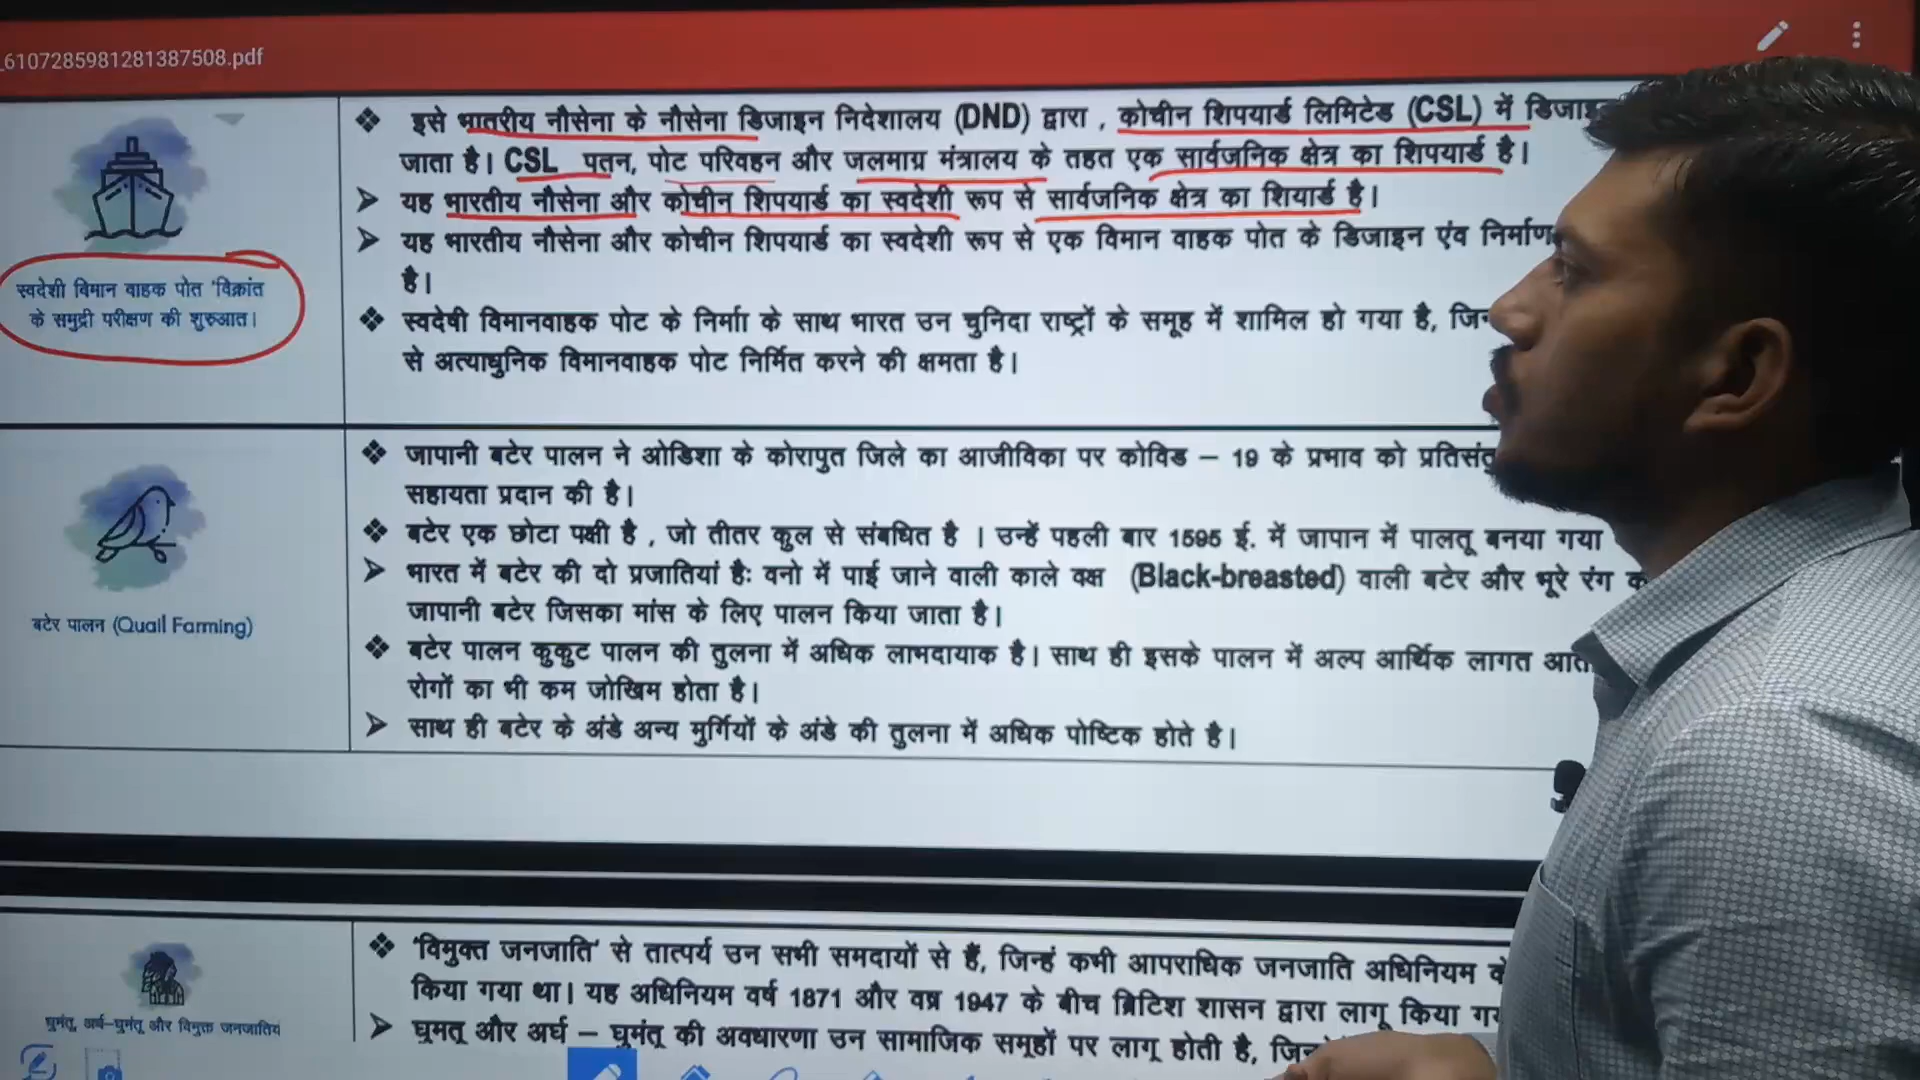 _6107285981281387508.pdf
स्वदेशी विमान वाहक पोत 'विक्रांत
के समुद्री परीक्षण की शुरुआत।
❖ इसे भातरीय नौसेना के नौसेना डिजाइन निदेशालय (DND) द्वारा , कोचीन शिपयार्ड लिमिटेड (CSL) में
जाता है। CSL पतन, पोट परिवहन और जलमाग्र मंत्रालय के तहत एक सार्वजनिक क्षेत्र का शिपयार्ड है।
➤ यह भारतीय नौसेना और कोचीन शिपयार्ड का स्वदेशी रूप से सार्वजनिक क्षेत्र का शियार्ड है।
➤ यह भारतीय नौसेना और कोचीन शिपयार्ड का स्वदेशी रूप से एक विमान वाहक पोत के डिजाइन एंव निर्माण
है।
❖ स्वदेषी विमानवाहक पोट के निर्माा के साथ भारत उन चुनिदा राष्ट्रों के समूह में शामिल हो गया है,
से अत्याधुनिक विमानवाहक पोट निर्मित करने की क्षमता है।
बटेर पालन (Quail Farming)
❖ जापानी बटेर पालन ने ओडिशा के कोरापुत जिले का आजीविका पर कोविड – 19 के प्रभाव को
सहायता प्रदान की है।
❖ बटेर एक छोटा पक्षी है , जो तीतर कुल से संबधित है । उन्हें पहली बार 1595 ई. में जापान में पालतू बनया गया
➤ भारत में बटेर की दो प्रजातियां हैः वनो में पाई जाने वाली काले वक्ष (Black-breasted) वाली बटेर और भूरे रंग
जापानी बटेर जिसका मांस के लिए पालन किया जाता है।
❖ बटेर पालन कुकुट पालन की तुलना में अधिक लाभदायाक है। साथ ही इसके पालन में अल्प आर्थिक लागत
रोगों का भी कम जोखिम होता है।
➤ साथ ही बटेर के अंडे अन्य मुर्गियों के अंडे की तुलना में अधिक पोष्टिक होते है।
घुमंतू, अर्ध–घुमंतू और विमुक्त जनजातिय
❖ 'विमुक्त जनजाति' से तात्पर्य उन सभी समदायों से हैं, जिन्हं कभी आपराधिक जनजाति अधिनियम
किया गया था। यह अधिनियम वर्ष 1871 और वष्र 1947 के बीच ब्रिटिश शासन द्वारा लागू किया
➤ घूमतू और अर्घ – घुमंतू की अवधारणा उन सामाजिक समूहों पर लागू होती है,